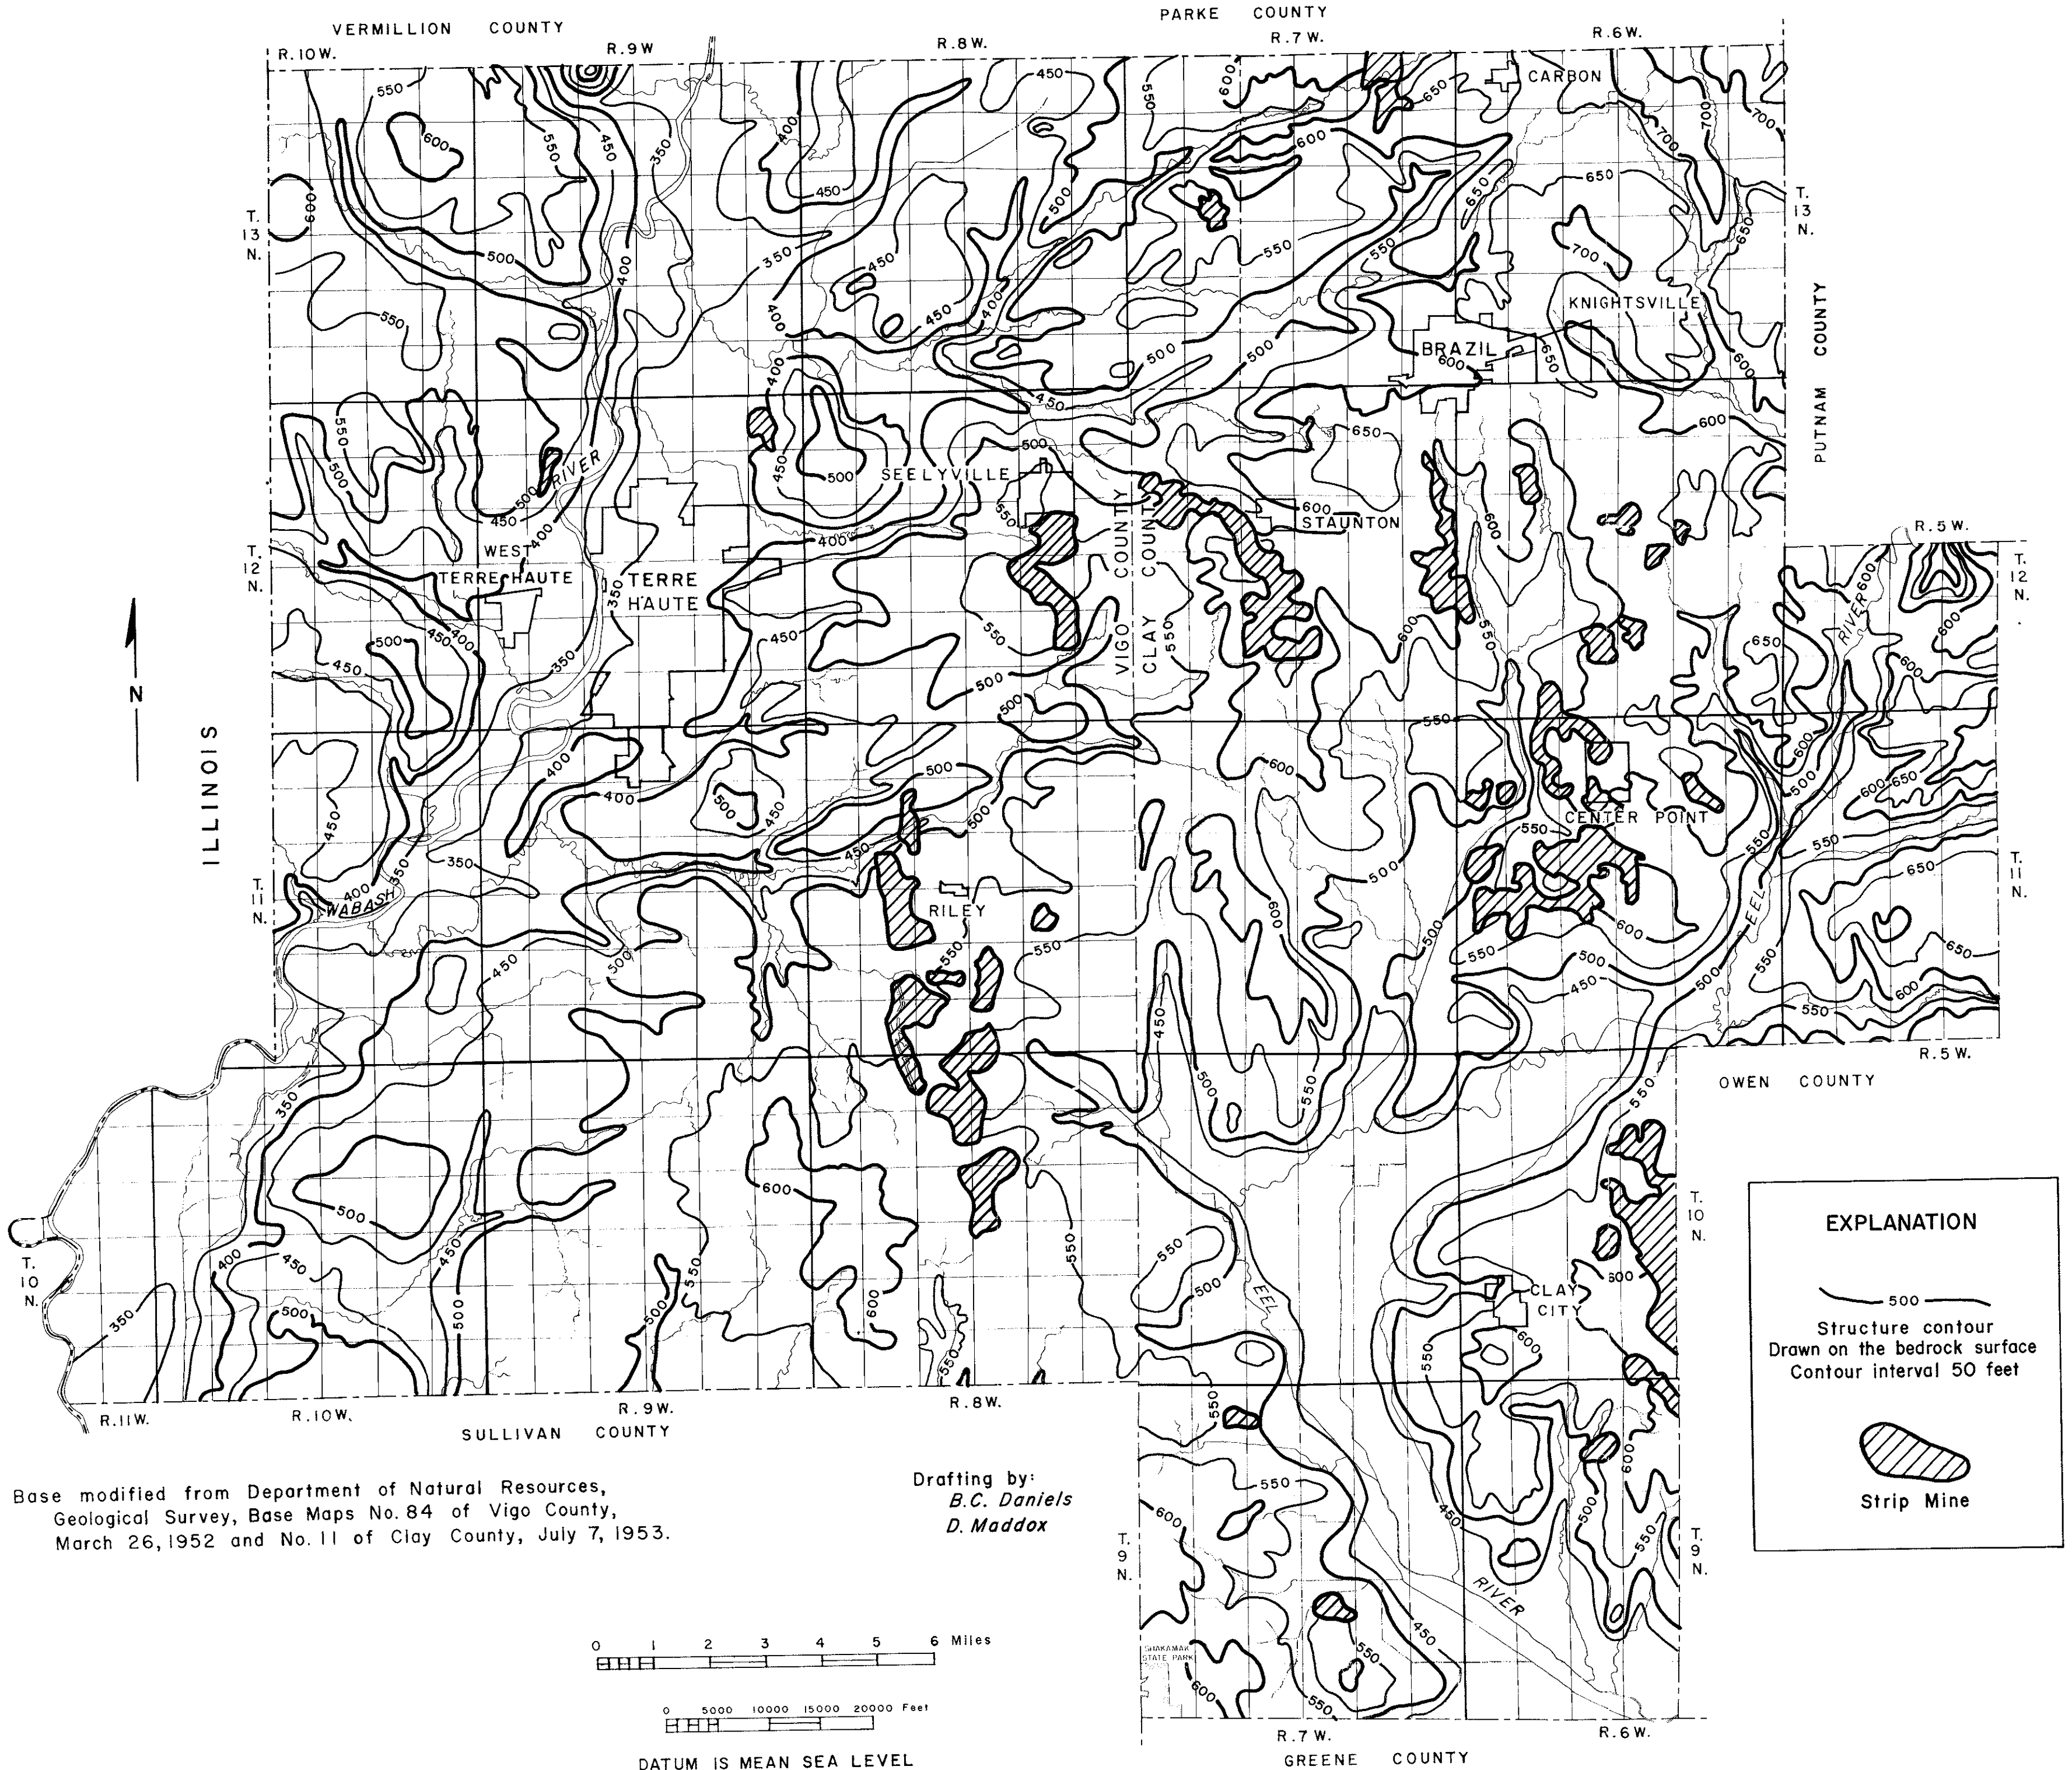 VERMILLION COUNTY
PARKE COUNTY
R.10W.
R.9W
R.8W.
R.7W.
R.6W.
CARBON
T.
13
N.
T.
13
N.
KNIGHTSVILLE
BRAZIL
PUTNAM COUNTY
SEELYVILLE
RIVER
STAUNTON
VIGO COUNTY
CLAY COUNTY
WEST
TERRE HAUTE
TERRE
HAUTE
T.
12
N.
R.5W.
T.
12
N.
RIVER
N
ILLINOIS
CENTER POINT
T.
11
N.
WABASH
RILEY
EEL
T.
11
N.
R.5W.
OWEN COUNTY
T.
10
N.
EEL
CLAY
CITY
T.
10
N.
R.11W.
R.10W.
R.9W.
R.8W.
SULLIVAN COUNTY
EXPLANATION
500
Structure contour
Drawn on the bedrock surface
Contour interval 50 feet
Strip Mine
Base modified from Department of Natural Resources,
Geological Survey, Base Maps No. 84 of Vigo County,
March 26, 1952 and No. 11 of Clay County, July 7, 1953.
Drafting by:
B.C. Daniels
D. Maddox
T.
9
N.
T.
9
N.
RIVER
SHAKAMAK
STATE PARK
0 1 2 3 4 5 6 Miles
0 5000 10000 15000 20000 Feet
DATUM IS MEAN SEA LEVEL
R.7W.
R.6W.
GREENE COUNTY